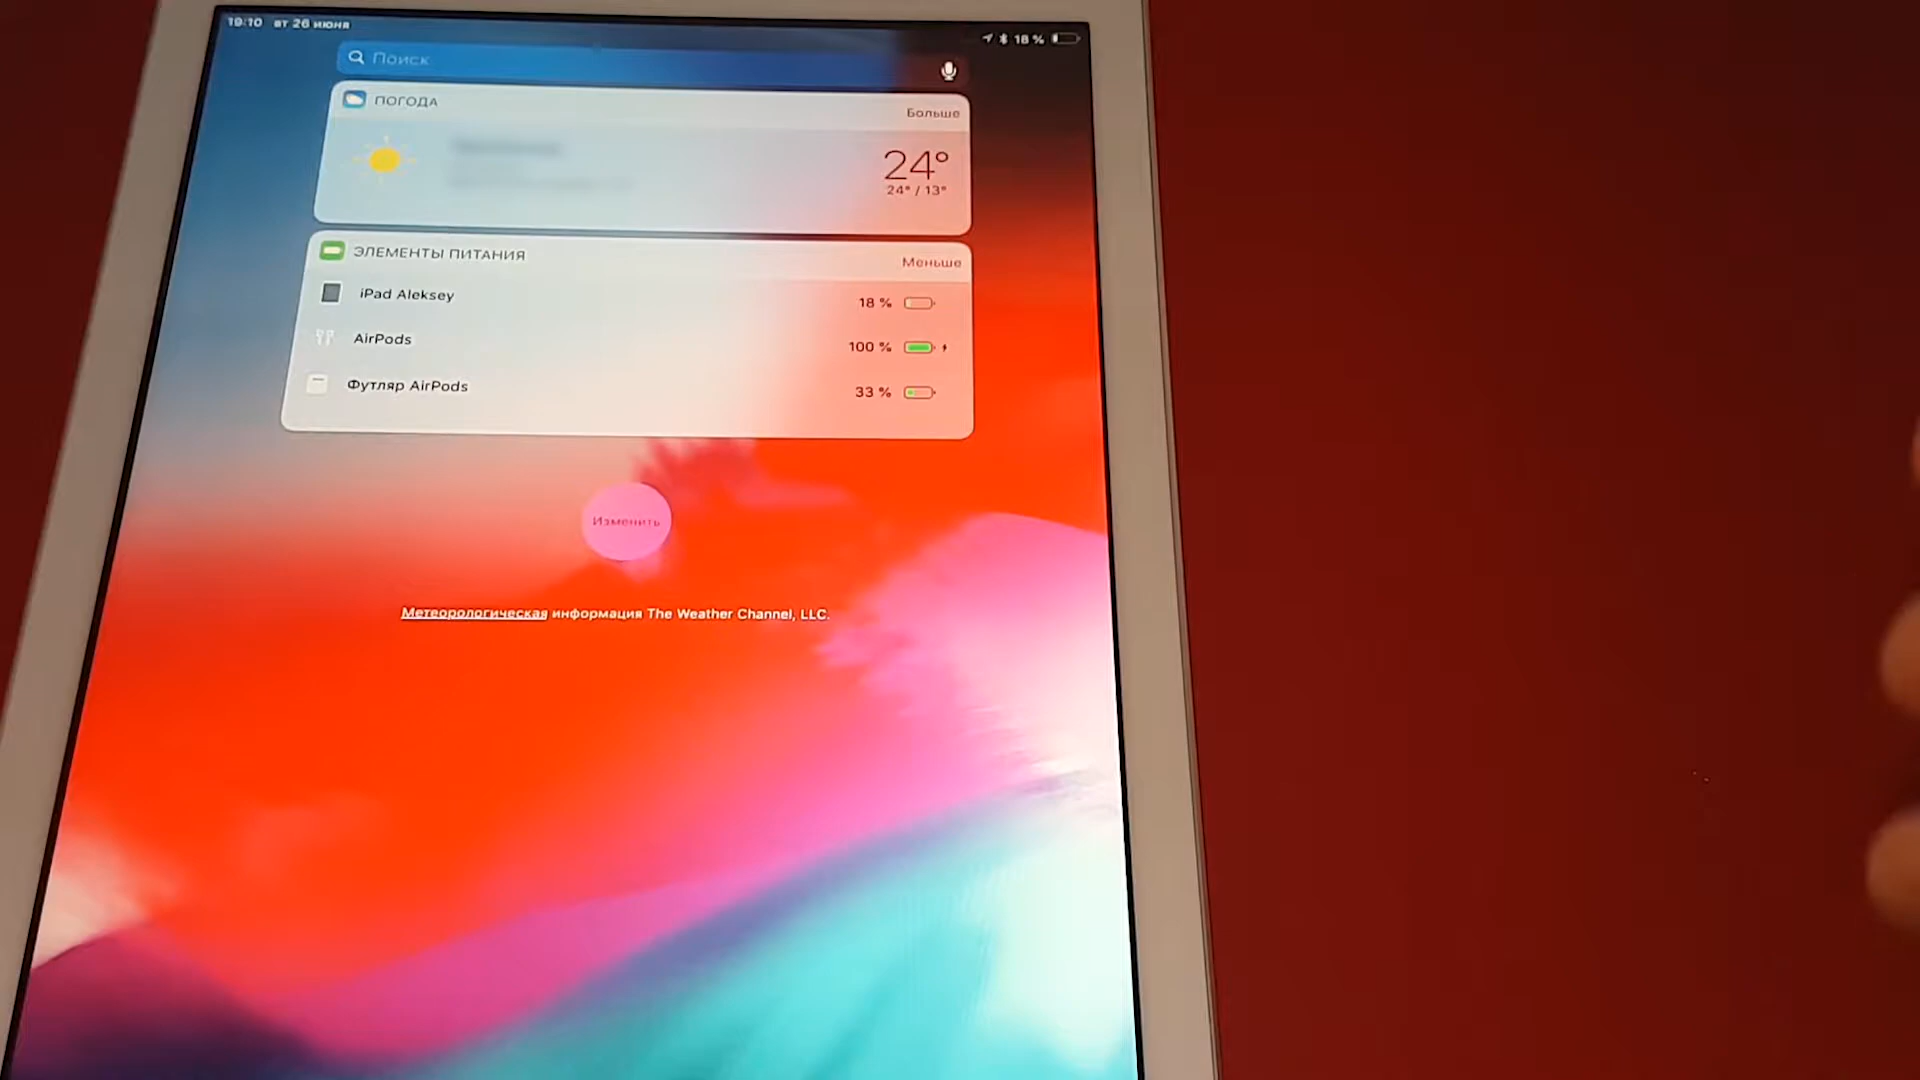 19:10 вт 26 июня
18 %
Поиск
ПОГОДА
Больше
24°
24° / 13°
ЭЛЕМЕНТЫ ПИТАНИЯ
Меньше
iPad Aleksey
18 %
AirPods
100 %
Футляр AirPods
33 %
Изменить
Метеорологическая информация The Weather Channel, LLC.